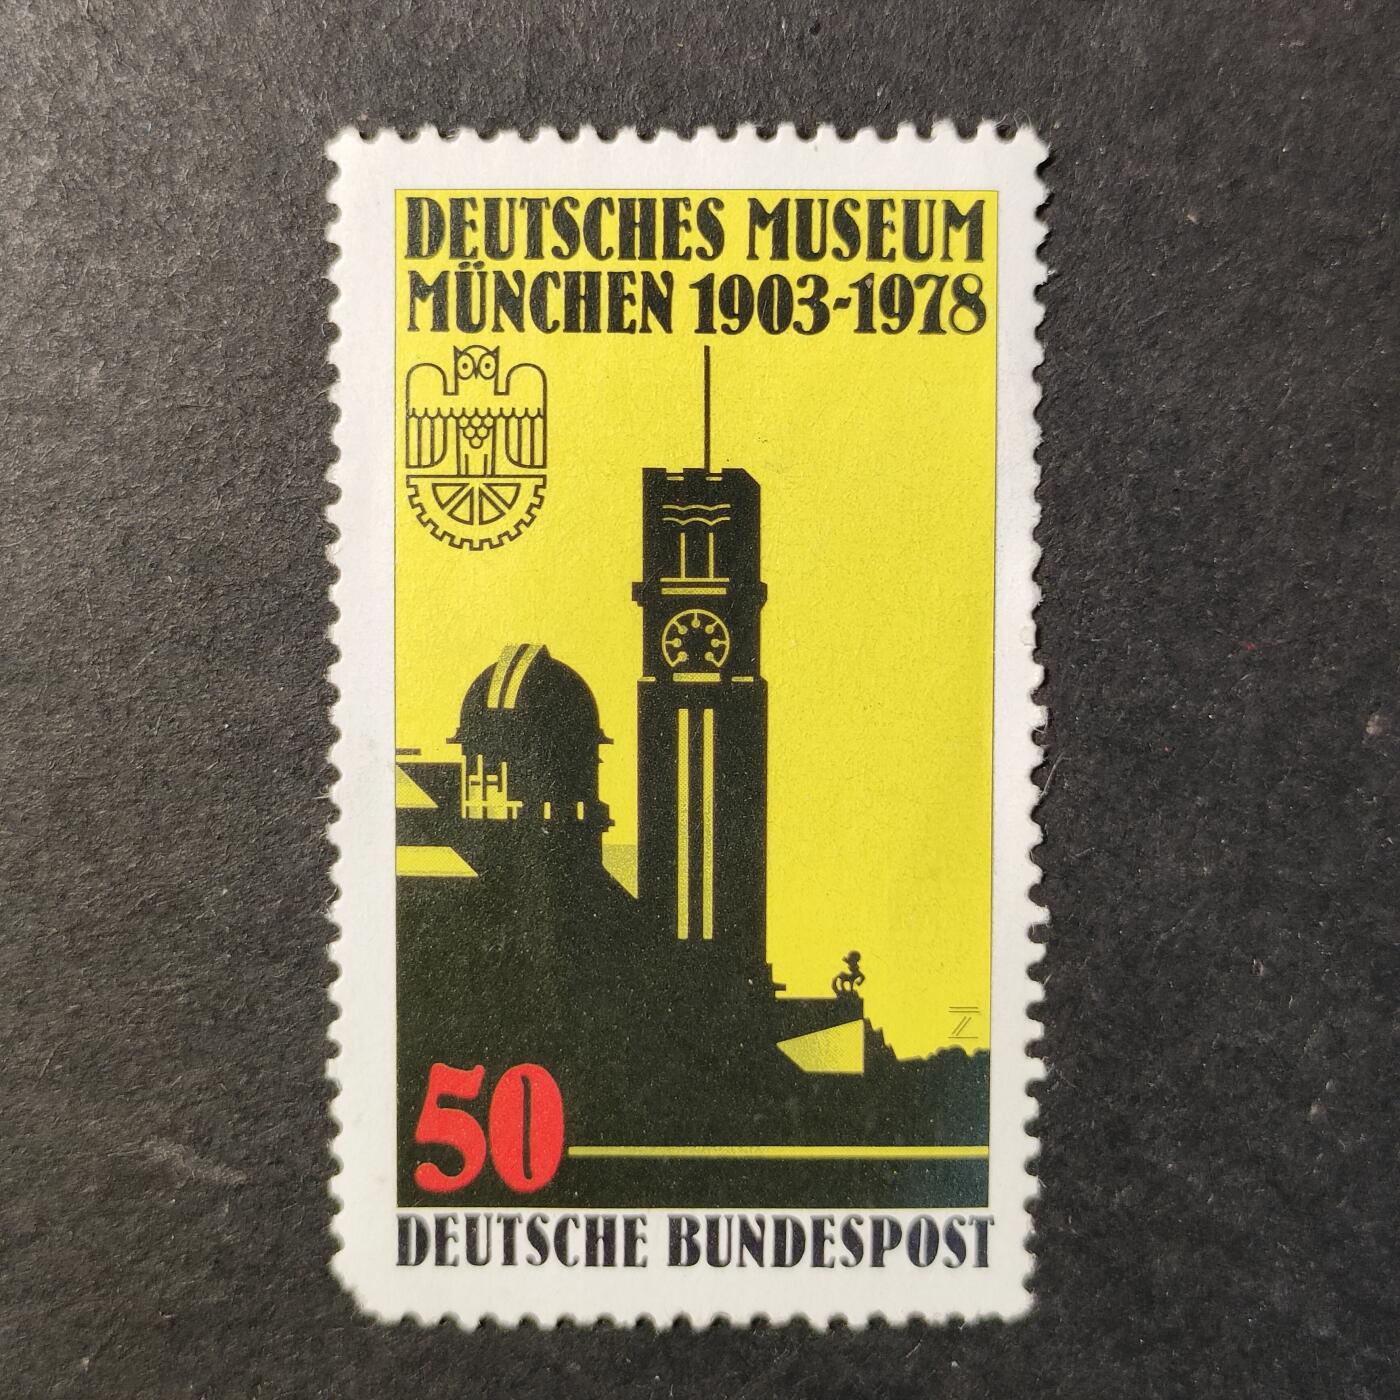 DEUTSCHES MUSEUM
MÜNCHEN 1903-1978
Z
50
DEUTSCHE BUNDESPOST